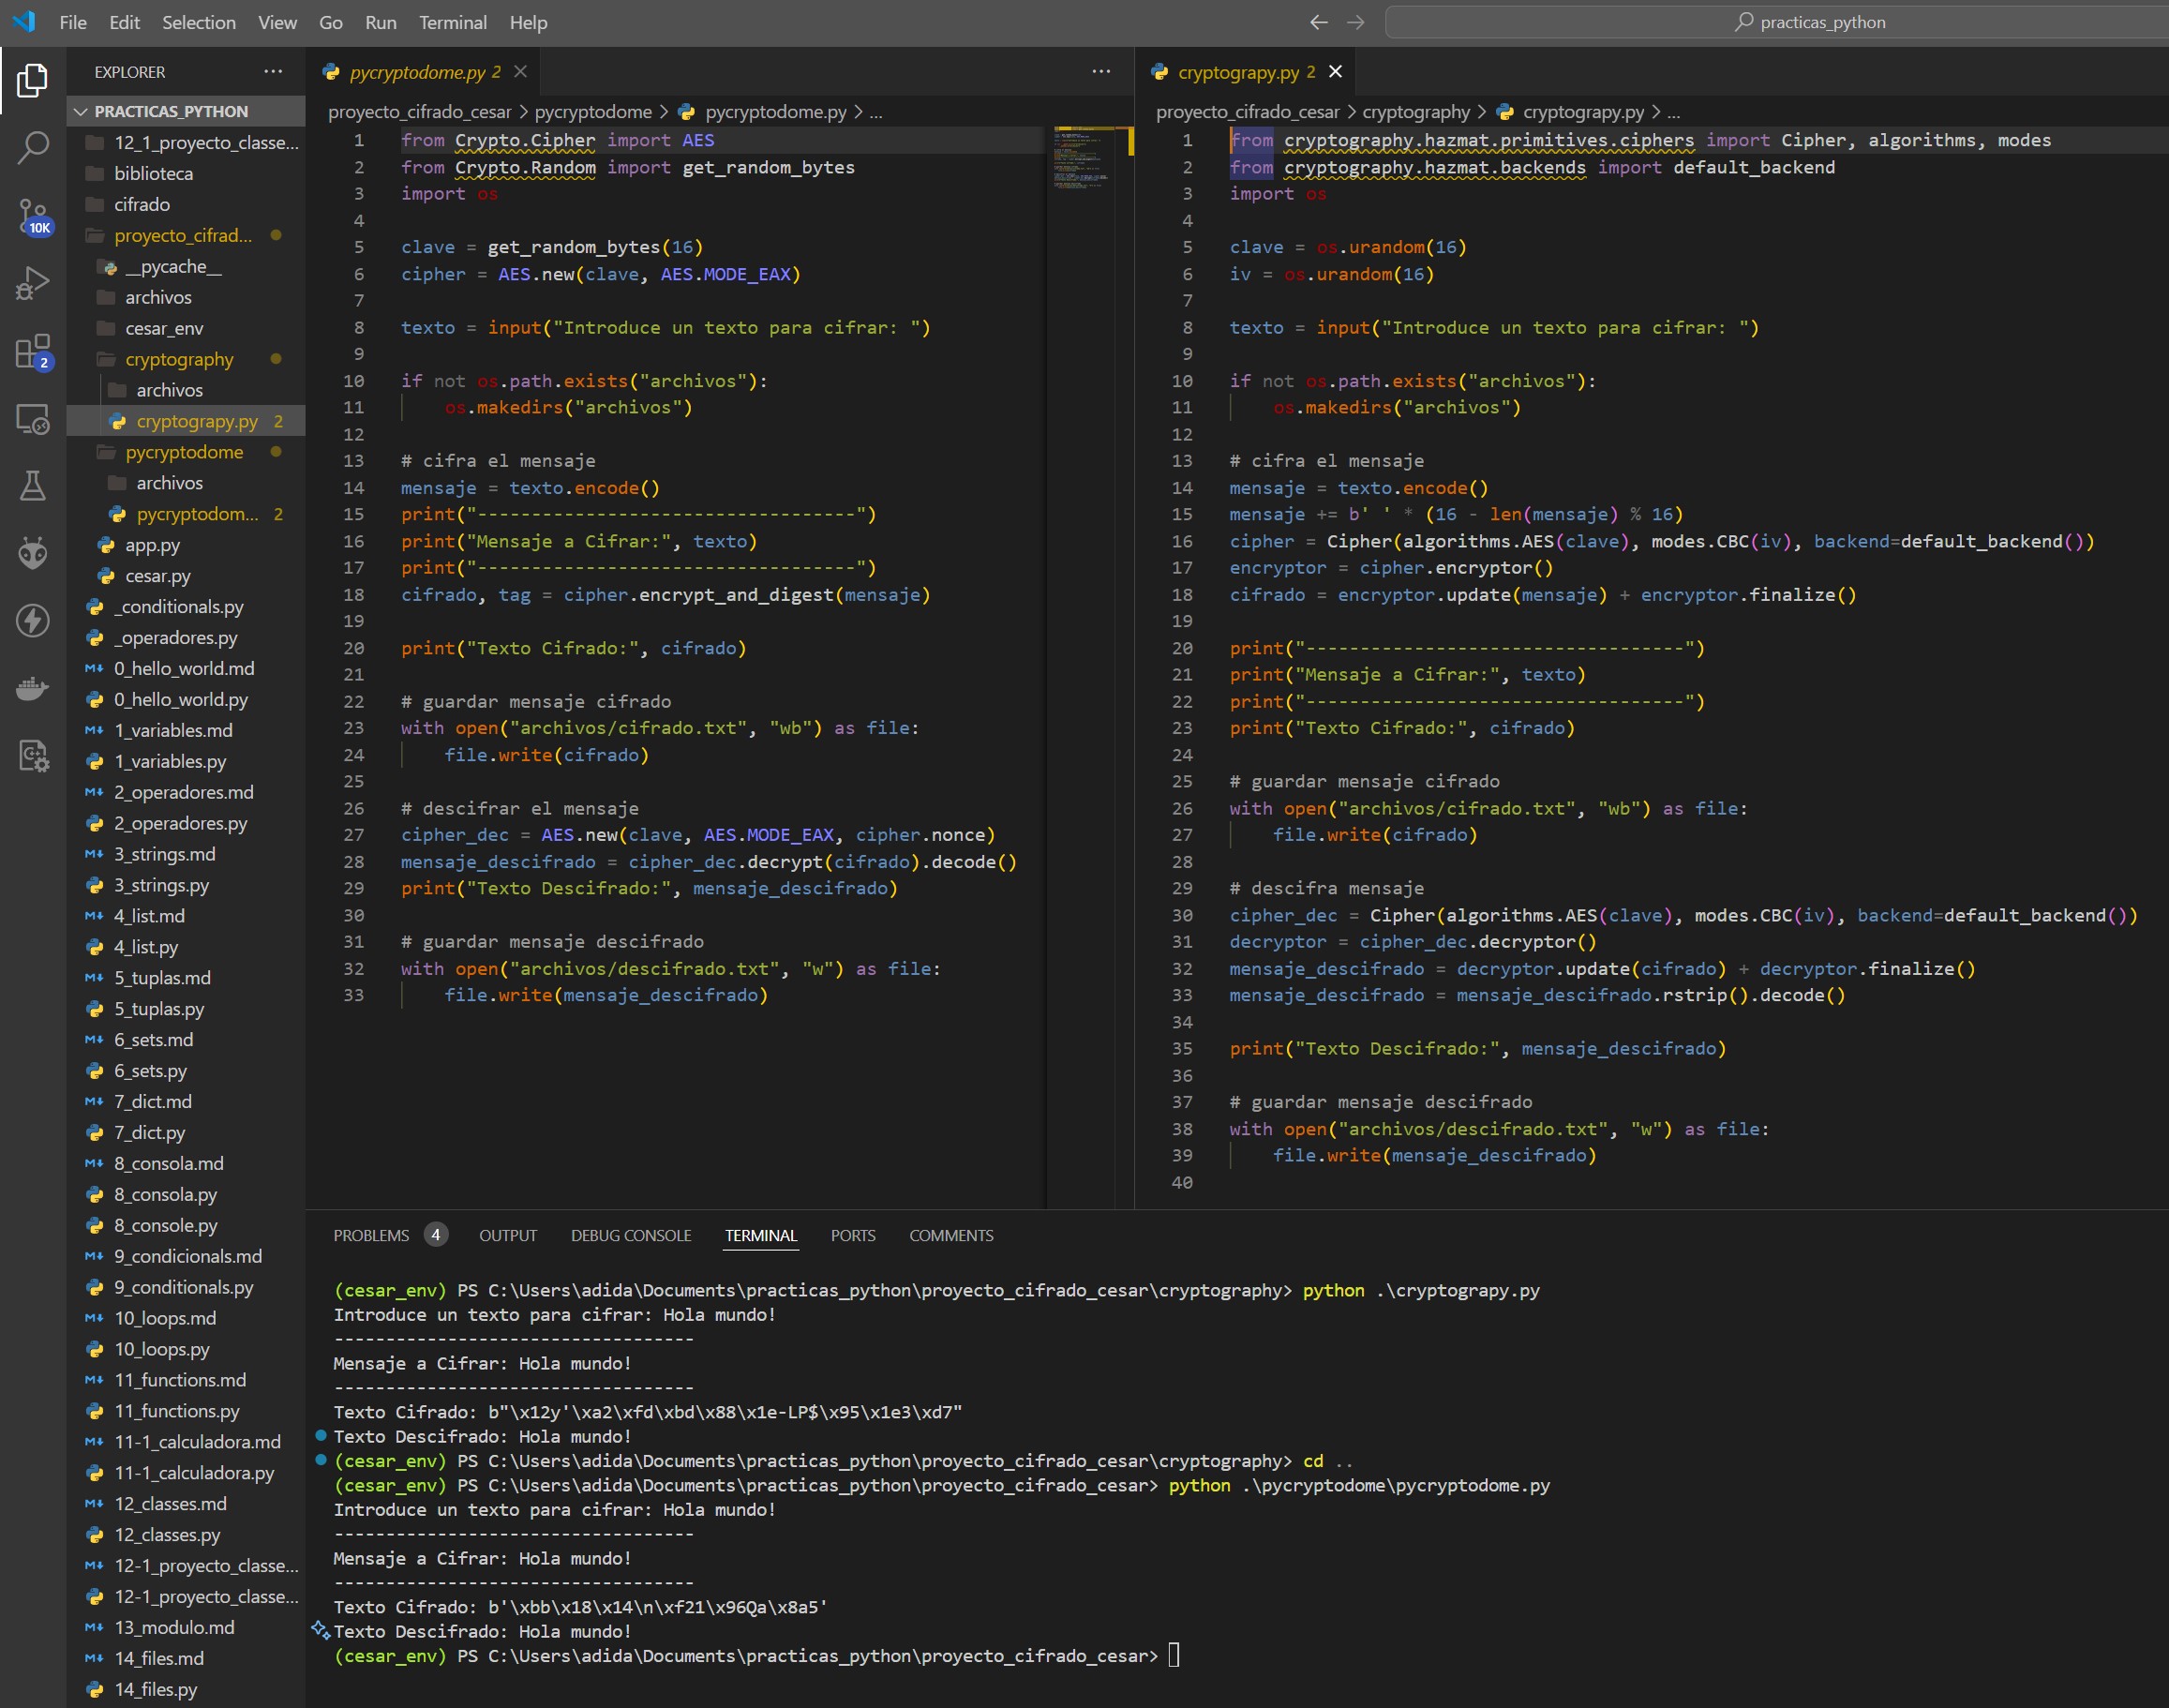 File Edit Selection View Go Run Terminal Help
practicas_python
EXPLORER
PRACTICAS_PYTHON
12_1_proyecto_classe...
biblioteca
cifrado
proyecto_cifrad...
__pycache__
archivos
cesar_env
cryptography
archivos
cryptograpy.py 2
pycryptodome
archivos
pycryptodom... 2
app.py
cesar.py
_conditionals.py
_operadores.py
0_hello_world.md
0_hello_world.py
1_variables.md
1_variables.py
2_operadores.md
2_operadores.py
3_strings.md
3_strings.py
4_list.md
4_list.py
5_tuplas.md
5_tuplas.py
6_sets.md
6_sets.py
7_dict.md
7_dict.py
8_consola.md
8_consola.py
8_console.py
9_condicionals.md
9_conditionals.py
10_loops.md
10_loops.py
11_functions.md
11_functions.py
11-1_calculadora.md
11-1_calculadora.py
12_classes.md
12_classes.py
12-1_proyecto_classe...
12-1_proyecto_classe...
13_modulo.md
14_files.md
14_files.py
10K
2
pycryptodome.py 2
proyecto_cifrado_cesar > pycryptodome > pycryptodome.py > ...
1 from Crypto.Cipher import AES
2 from Crypto.Random import get_random_bytes
3 import os
4
5 clave = get_random_bytes(16)
6 cipher = AES.new(clave, AES.MODE_EAX)
7
8 texto = input("Introduce un texto para cifrar: ")
9
10 if not os.path.exists("archivos"):
11     os.makedirs("archivos")
12
13 # cifra el mensaje
14 mensaje = texto.encode()
15 print("-----------------------------------")
16 print("Mensaje a Cifrar:", texto)
17 print("-----------------------------------")
18 cifrado, tag = cipher.encrypt_and_digest(mensaje)
19
20 print("Texto Cifrado:", cifrado)
21
22 # guardar mensaje cifrado
23 with open("archivos/cifrado.txt", "wb") as file:
24     file.write(cifrado)
25
26 # descifrar el mensaje
27 cipher_dec = AES.new(clave, AES.MODE_EAX, cipher.nonce)
28 mensaje_descifrado = cipher_dec.decrypt(cifrado).decode()
29 print("Texto Descifrado:", mensaje_descifrado)
30
31 # guardar mensaje descifrado
32 with open("archivos/descifrado.txt", "w") as file:
33     file.write(mensaje_descifrado)
cryptograpy.py 2
proyecto_cifrado_cesar > cryptography > cryptograpy.py > ...
1 from cryptography.hazmat.primitives.ciphers import Cipher, algorithms, modes
2 from cryptography.hazmat.backends import default_backend
3 import os
4
5 clave = os.urandom(16)
6 iv = os.urandom(16)
7
8 texto = input("Introduce un texto para cifrar: ")
9
10 if not os.path.exists("archivos"):
11     os.makedirs("archivos")
12
13 # cifra el mensaje
14 mensaje = texto.encode()
15 mensaje += b' ' * (16 - len(mensaje) % 16)
16 cipher = Cipher(algorithms.AES(clave), modes.CBC(iv), backend=default_backend())
17 encryptor = cipher.encryptor()
18 cifrado = encryptor.update(mensaje) + encryptor.finalize()
19
20 print("-----------------------------------")
21 print("Mensaje a Cifrar:", texto)
22 print("-----------------------------------")
23 print("Texto Cifrado:", cifrado)
24
25 # guardar mensaje cifrado
26 with open("archivos/cifrado.txt", "wb") as file:
27     file.write(cifrado)
28
29 # descifra mensaje
30 cipher_dec = Cipher(algorithms.AES(clave), modes.CBC(iv), backend=default_backend())
31 decryptor = cipher_dec.decryptor()
32 mensaje_descifrado = decryptor.update(cifrado) + decryptor.finalize()
33 mensaje_descifrado = mensaje_descifrado.rstrip().decode()
34
35 print("Texto Descifrado:", mensaje_descifrado)
36
37 # guardar mensaje descifrado
38 with open("archivos/descifrado.txt", "w") as file:
39     file.write(mensaje_descifrado)
40
PROBLEMS 4 OUTPUT DEBUG CONSOLE TERMINAL PORTS COMMENTS
(cesar_env) PS C:\Users\adida\Documents\practicas_python\proyecto_cifrado_cesar\cryptography> python .\cryptograpy.py
Introduce un texto para cifrar: Hola mundo!
-----------------------------------
Mensaje a Cifrar: Hola mundo!
-----------------------------------
Texto Cifrado: b"\x12y'\xa2\xfd\xbd\x88\x1e-LP$\x95\x1e3\xd7"
Texto Descifrado: Hola mundo!
(cesar_env) PS C:\Users\adida\Documents\practicas_python\proyecto_cifrado_cesar\cryptography> cd ..
(cesar_env) PS C:\Users\adida\Documents\practicas_python\proyecto_cifrado_cesar> python .\pycryptodome\pycryptodome.py
Introduce un texto para cifrar: Hola mundo!
-----------------------------------
Mensaje a Cifrar: Hola mundo!
-----------------------------------
Texto Cifrado: b'\xbb\x18\x14\n\xf21\x96Qa\x8a5'
Texto Descifrado: Hola mundo!
(cesar_env) PS C:\Users\adida\Documents\practicas_python\proyecto_cifrado_cesar>